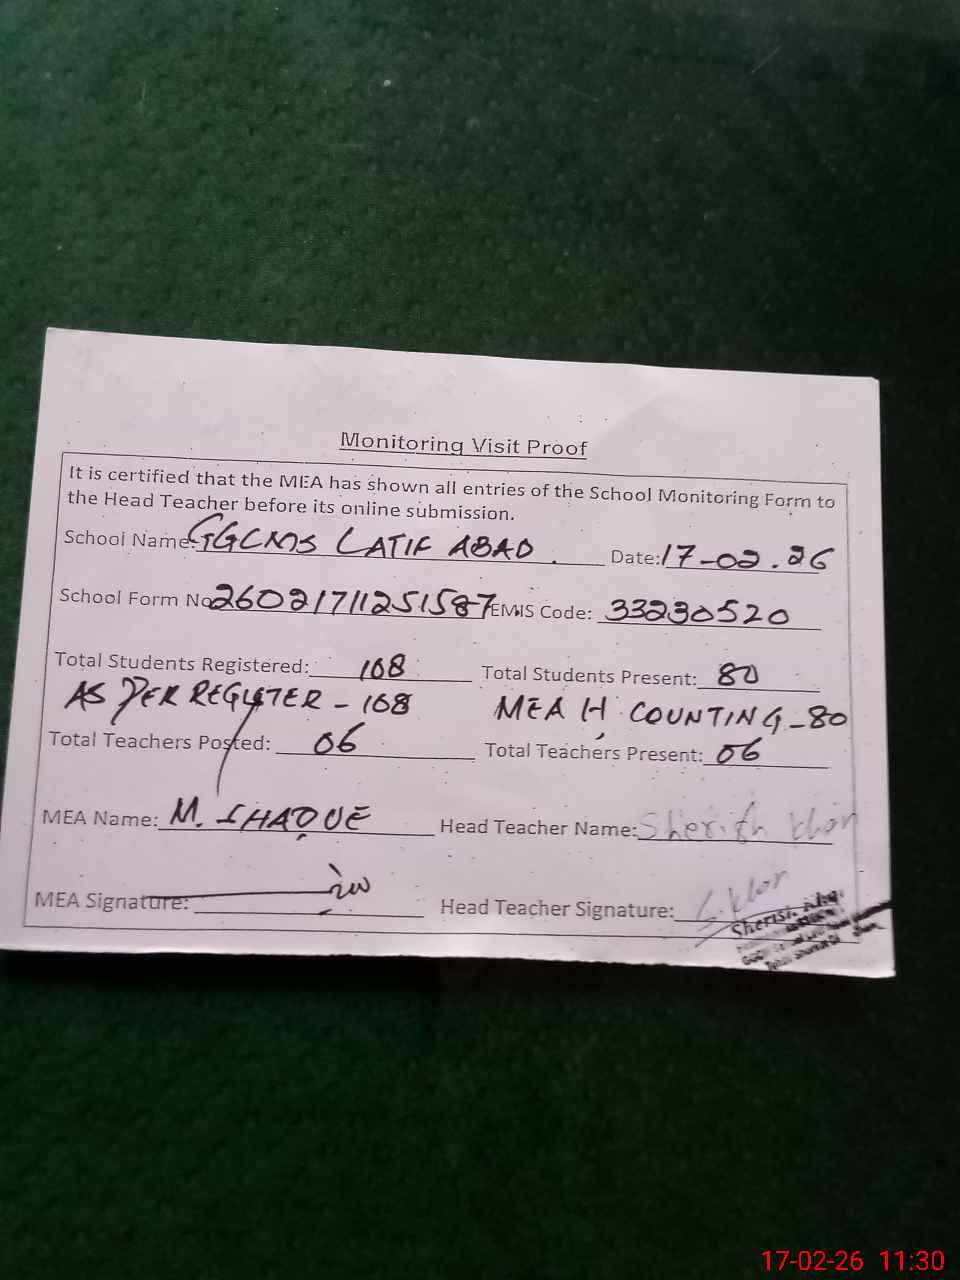 Monitoring Visit Proof
It is certified that the MEA has shown all entries of the School Monitoring Form to
the Head Teacher before its online submission.
School Name: GGCMS LATIF ABAD Date: 17-02.26
School Form No 260217111251587 EMIS Code: 33230520
Total Students Registered: 108 Total Students Present: 80
AS PER REGISTER - 108 MEA H. COUNTING - 80
Total Teachers Posted: 06 Total Teachers Present: 06
MEA Name: M. ISHAQUE Head Teacher Name: Sherish Khan
MEA Signature: Head Teacher Signature: S.Khan
Sherish
17-02-26 11:30